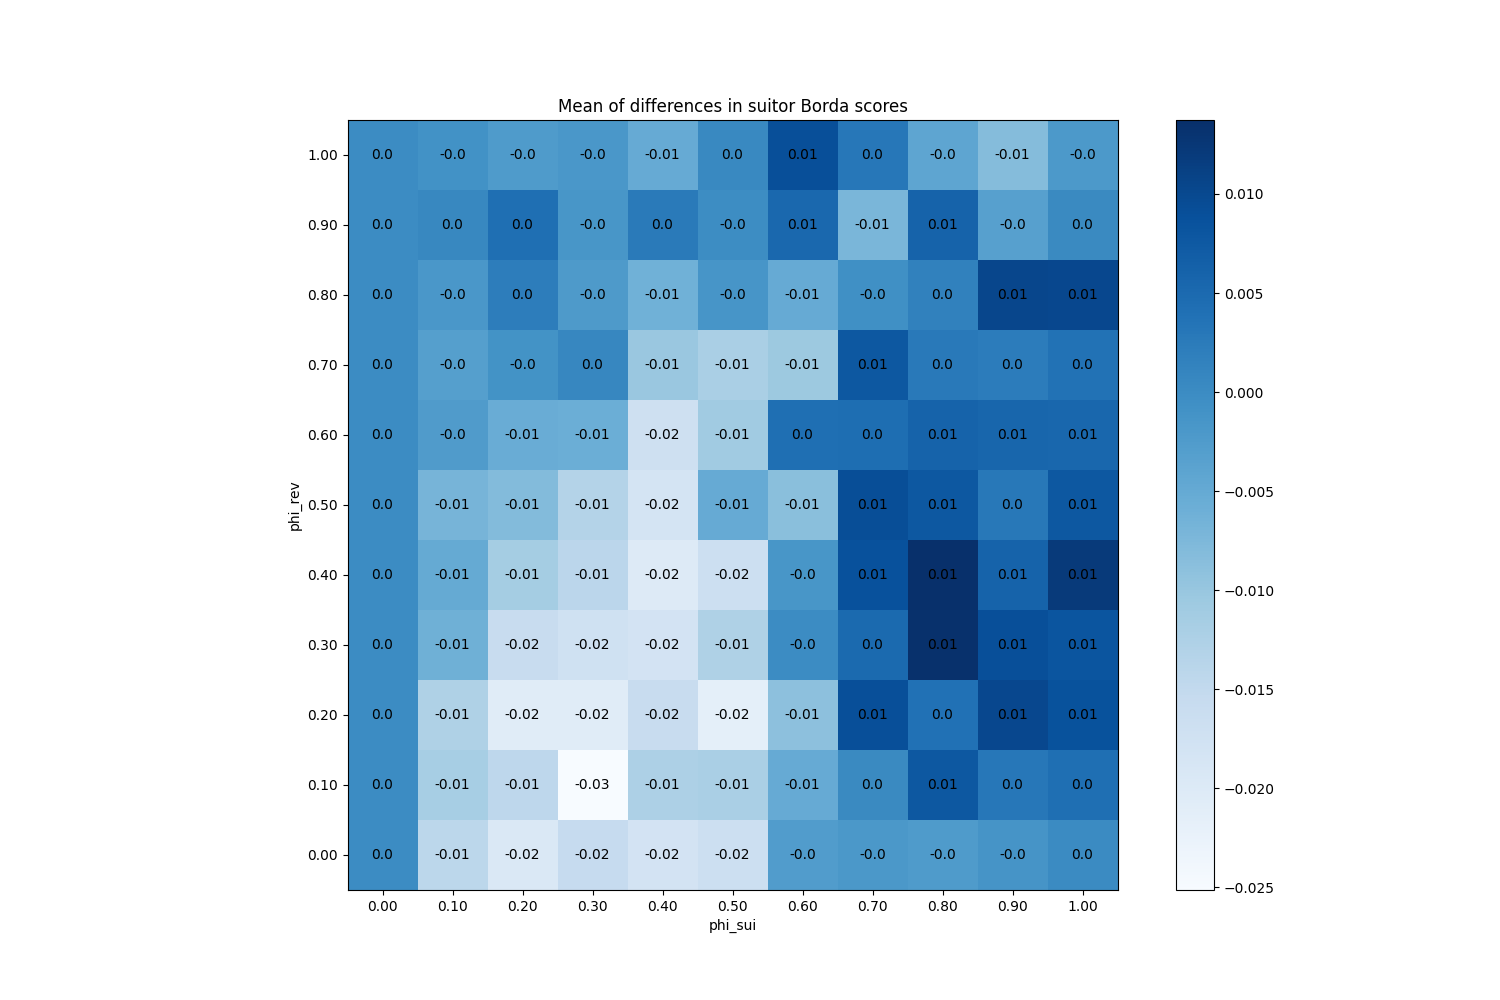 Mean of differences in suitor Borda scores
1.00 0.0 -0.0 -0.0 -0.0 -0.01 0.0 0.01 0.0 -0.0 -0.01 -0.0
0.90 0.0 0.0 0.0 -0.0 0.0 -0.0 0.01 -0.01 0.01 -0.0 0.0
0.80 0.0 -0.0 0.0 -0.0 -0.01 -0.0 -0.01 -0.0 0.0 0.01 0.01
0.70 0.0 -0.0 -0.0 0.0 -0.01 -0.01 -0.01 0.01 0.0 0.0 0.0
0.60 0.0 -0.0 -0.01 -0.01 -0.02 -0.01 0.0 0.0 0.01 0.01 0.01
0.50 0.0 -0.01 -0.01 -0.01 -0.02 -0.01 -0.01 0.01 0.01 0.0 0.01
0.40 0.0 -0.01 -0.01 -0.01 -0.02 -0.02 -0.0 0.01 0.01 0.01 0.01
0.30 0.0 -0.01 -0.02 -0.02 -0.02 -0.01 -0.0 0.0 0.01 0.01 0.01
0.20 0.0 -0.01 -0.02 -0.02 -0.02 -0.02 -0.01 0.01 0.0 0.01 0.01
0.10 0.0 -0.01 -0.01 -0.03 -0.01 -0.01 -0.01 0.0 0.01 0.0 0.0
0.00 0.0 -0.01 -0.02 -0.02 -0.02 -0.02 -0.0 -0.0 -0.0 -0.0 0.0
0.00 0.10 0.20 0.30 0.40 0.50 0.60 0.70 0.80 0.90 1.00
phi_sui
phi_rev
0.010
0.005
0.000
−0.005
−0.010
−0.015
−0.020
−0.025